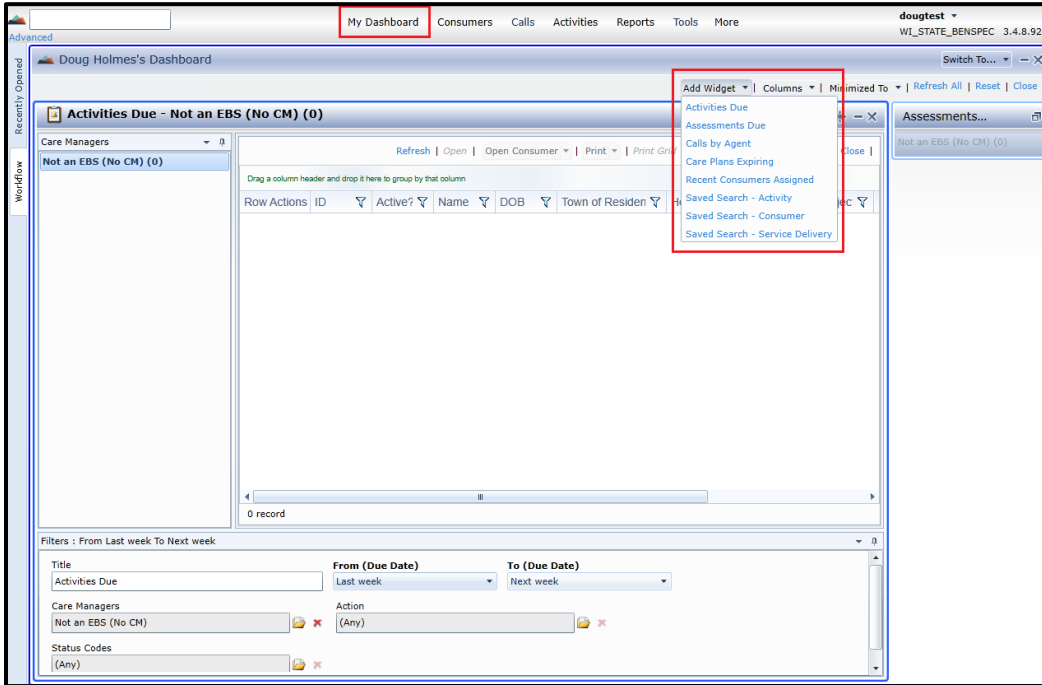 My Dashboard Consumers Calls Activities Reports Tools More
dougtest
WI_STATE_BENSPEC 3.4.8.92
Advanced
Recently Opened
Workflow
Doug Holmes's Dashboard
Switch To...
Add Widget | Columns | Minimized To | Refresh All | Reset | Close
Activities Due
Assessments Due
Calls by Agent
Care Plans Expiring
Recent Consumers Assigned
Saved Search - Activity
Saved Search - Consumer
Saved Search - Service Delivery
Activities Due - Not an EBS (No CM) (0)
Assessments...
Not an EBS (No CM) (0)
Care Managers
Not an EBS (No CM) (0)
Refresh | Open | Open Consumer | Print | Print Grid
Close |
Drag a column header and drop it here to group by that column
Row Actions ID Active? Name DOB Town of Residen
0 record
Filters : From Last week To Next week
Title From (Due Date) To (Due Date)
Activities Due Last week Next week
Care Managers Action
Not an EBS (No CM) (Any)
Status Codes
(Any)